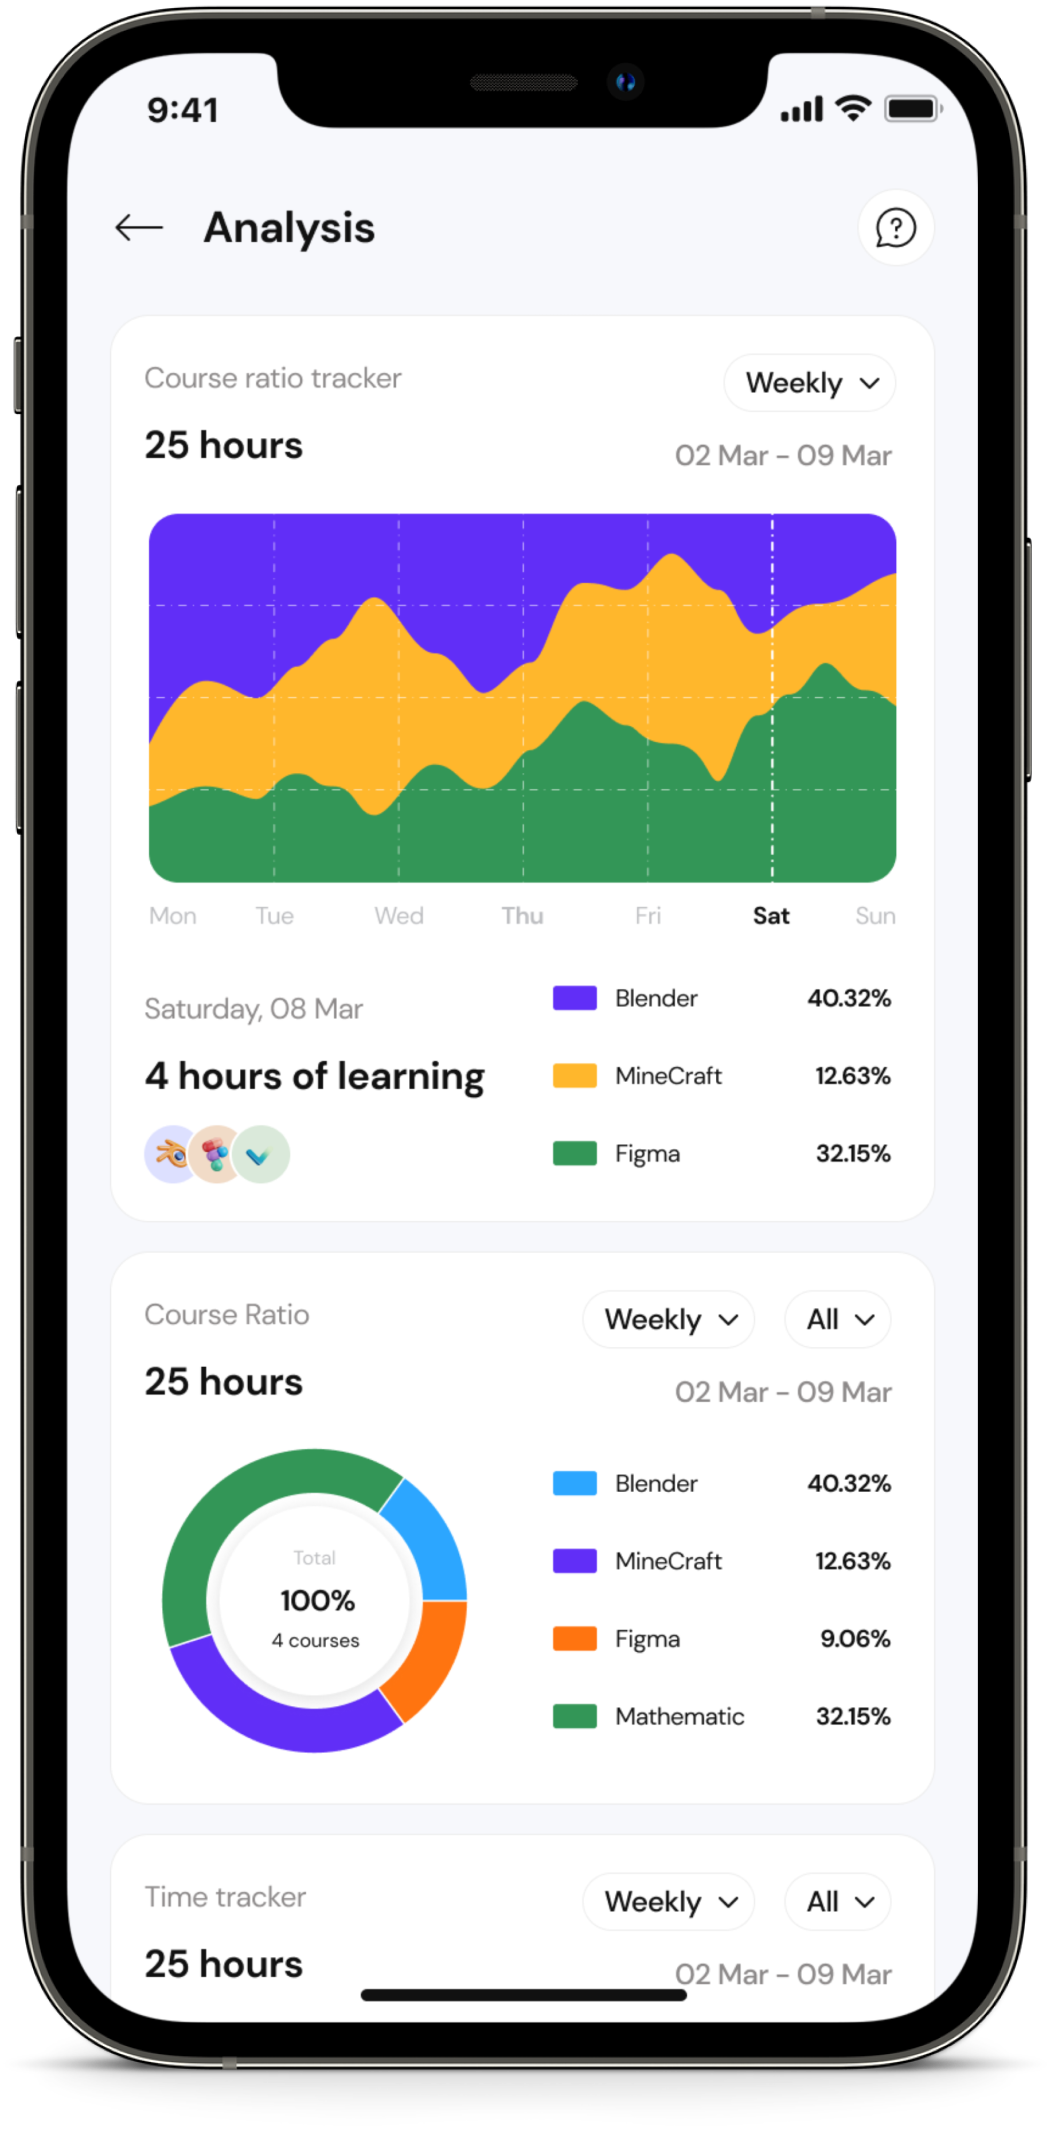 9:41
Analysis
Course ratio tracker
Weekly
25 hours
02 Mar – 09 Mar
Mon Tue Wed Thu Fri Sat Sun
Saturday, 08 Mar
4 hours of learning
Blender 40.32%
MineCraft 12.63%
Figma 32.15%
Course Ratio
Weekly All
25 hours
02 Mar – 09 Mar
Total
100%
4 courses
Blender 40.32%
MineCraft 12.63%
Figma 9.06%
Mathematic 32.15%
Time tracker
Weekly All
25 hours
02 Mar – 09 Mar